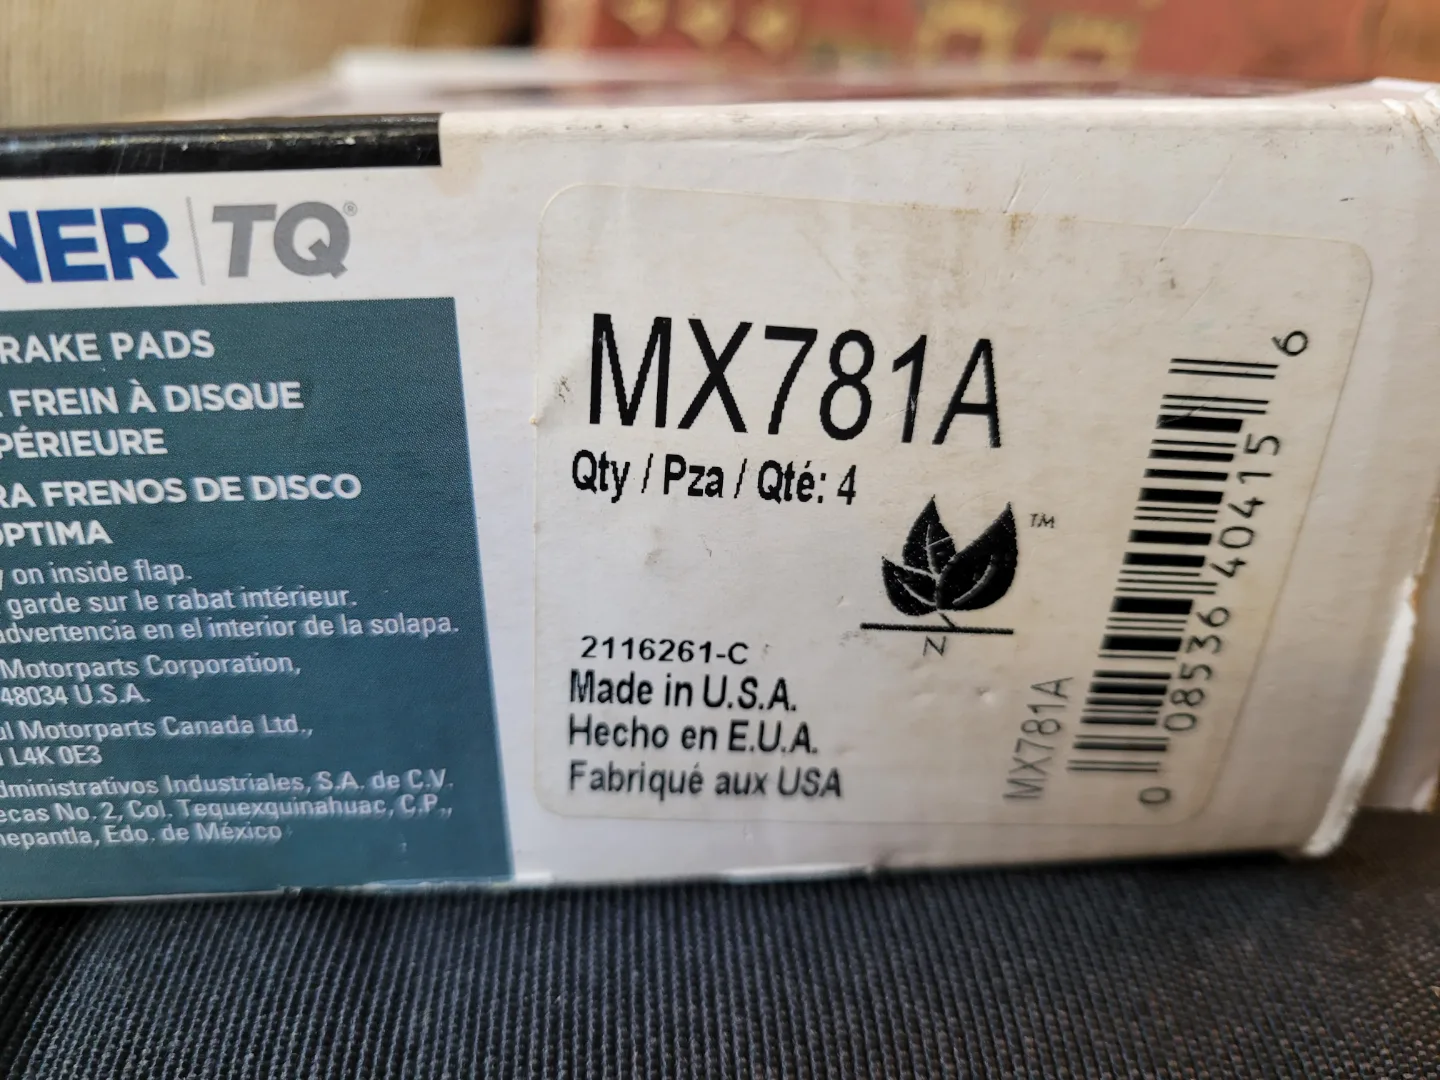 NER | TQ®
RAKE PADS
FREIN À DISQUE
PÉRIEURE
RA FRENOS DE DISCO
OPTIMA
on inside flap.
garde sur le rabat intérieur.
advertencia en el interior de la solapa.
Motorparts Corporation,
48034 U.S.A.
ul Motorparts Canada Ltd.,
L4K 0E3
dministrativos Industriales, S.A. de C.V.
ecas No. 2, Col. Tequexquinahuac, C.P.,
nepantla, Edo. de México
MX781A
Qty / Pza / Qté: 4
TM
N
2116261-C
Made in U.S.A.
Hecho en E.U.A.
Fabriqué aux USA
MX781A
0 08536 40415 6